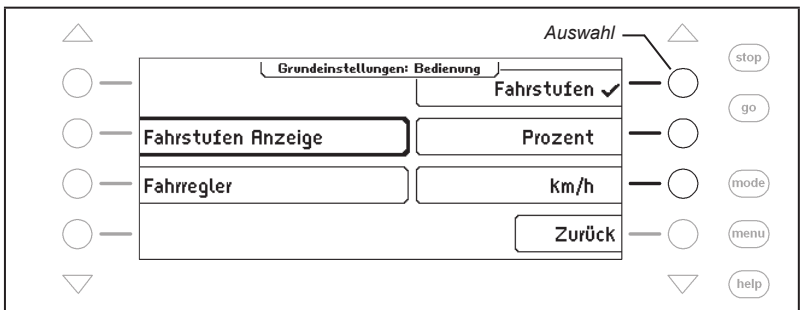 Auswahl
stop
Grundeinstellungen: Bedienung
Fahrstufen ✓
go
Fahrstufen Anzeige
Prozent
Fahrregler
km/h
mode
Zurück
menu
help